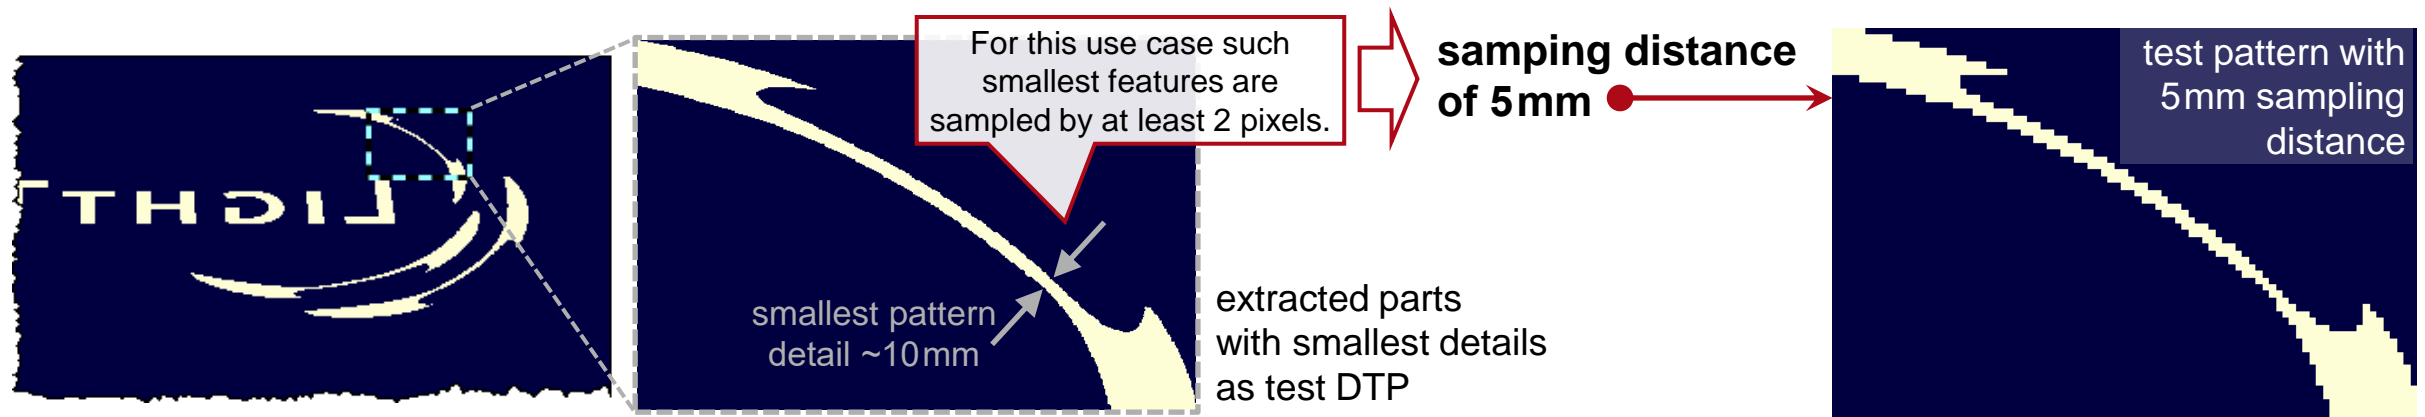 LIGHT
For this use case such
smallest features are
sampled by at least 2 pixels.
smallest pattern
detail ~10mm
extracted parts
with smallest details
as test DTP
samping distance
of 5mm
test pattern with
5mm sampling
distance